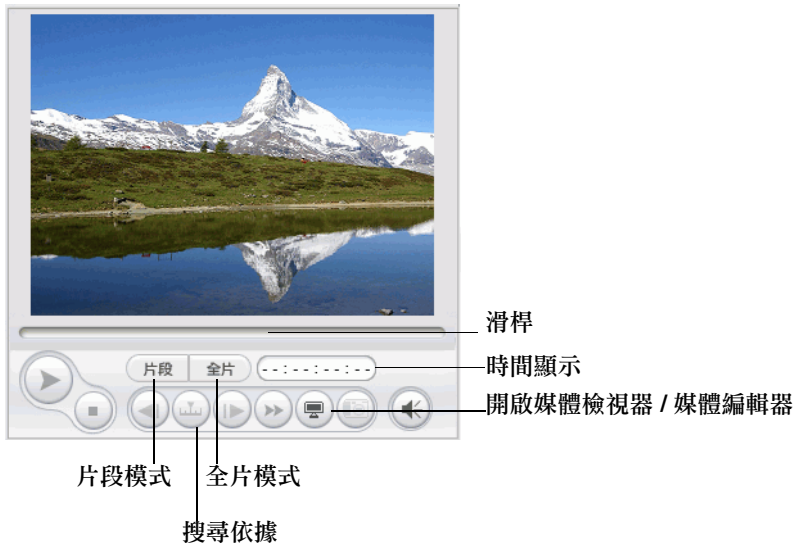 滑桿
片段 全片 --:--:--:--
時間顯示
開啟媒體檢視器 / 媒體編輯器
片段模式 全片模式
搜尋依據